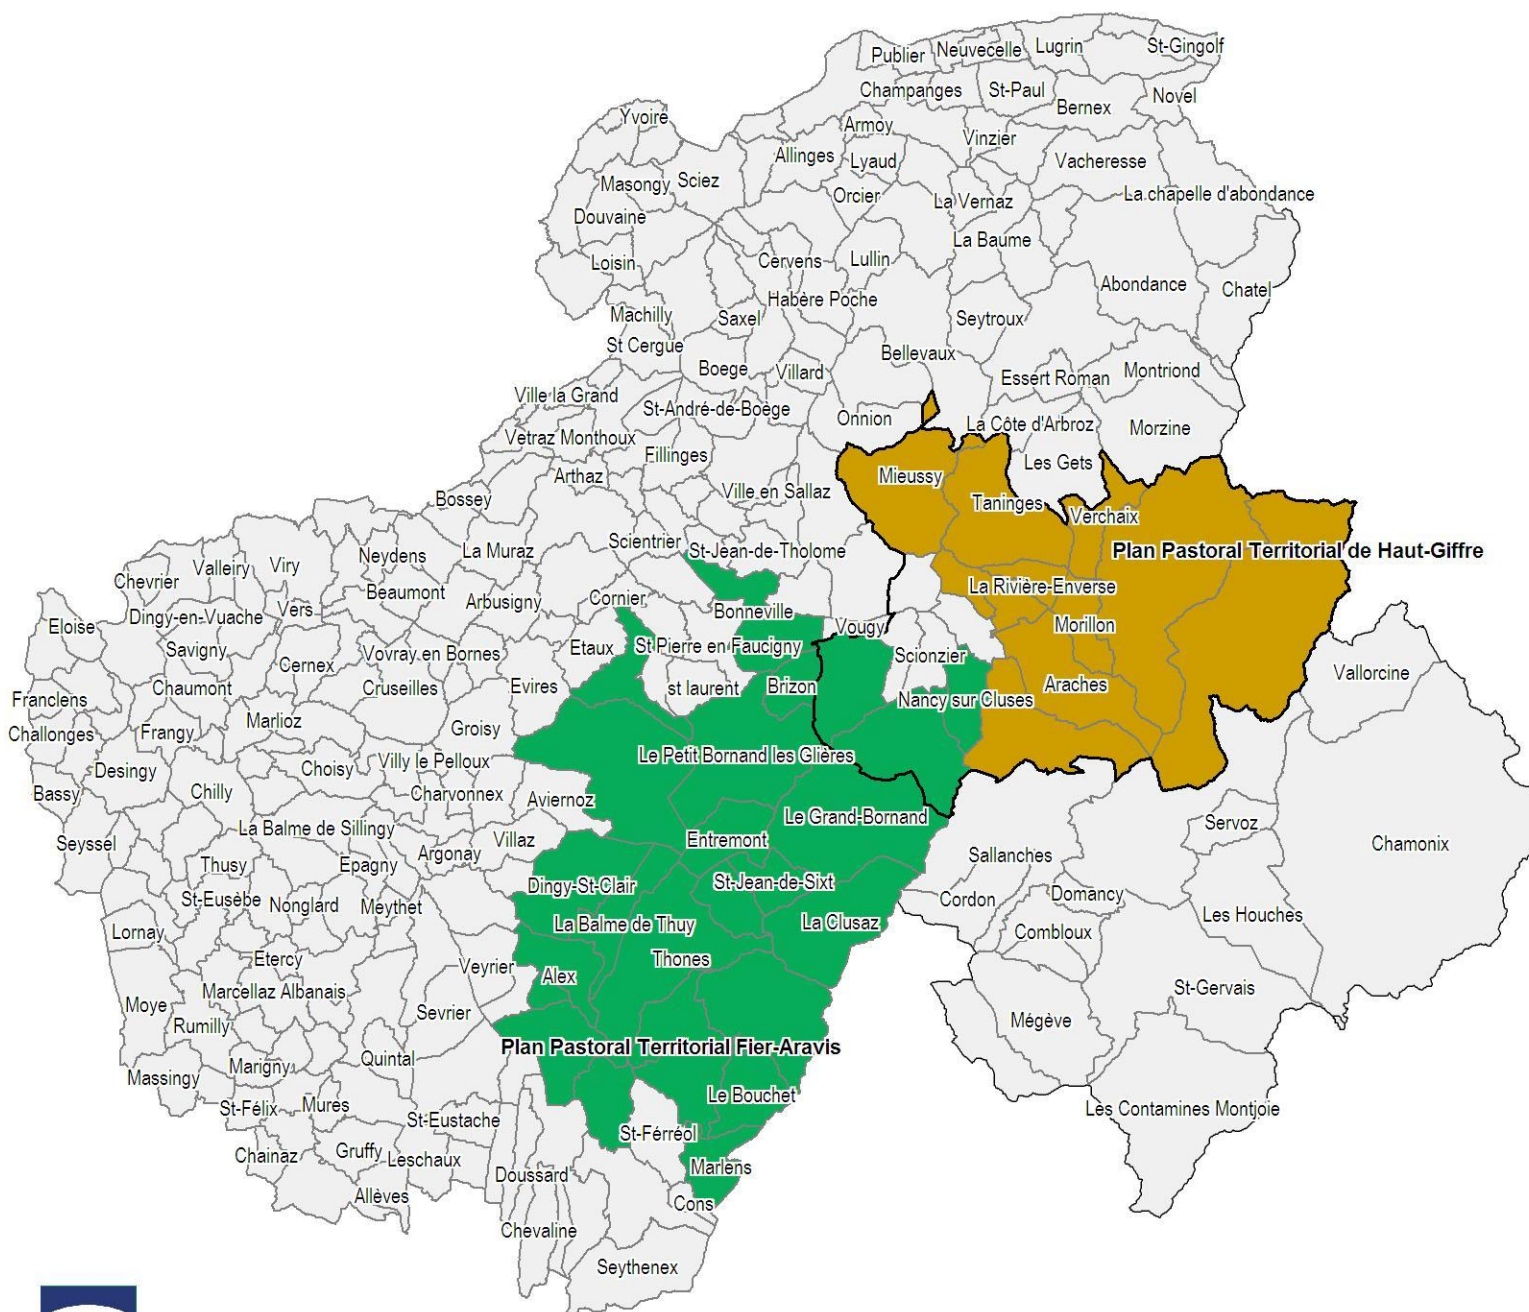 Publier
Neuvecelle
Lugrin
St-Gingolf
Champanges
St-Paul
Bernex
Novel
Yvoire
Armoy
Vinzier
Allinges
Lyaud
Vacheresse
Masongy
Sciez
Orcier
La Vernaz
La chapelle d'abondance
Douvaine
La Baume
Loisin
Cervens
Lullin
Abondance
Chatel
Habère Poche
Machilly
Saxel
Seytroux
St Cergue
Bellevaux
Boege
Villard
Essert Roman
Montriond
Ville la Grand
St-André-de-Boège
Onnion
La Côte d'Arbroz
Morzine
Vetraz Monthoux
Fillinges
Les Gets
Arthaz
Mieussy
Bossey
Ville en Sallaz
Taninges
Verchaix
Scientrier
St-Jean-de-Tholome
Plan Pastoral Territorial de Haut-Giffre
La Muraz
Neydens
Viry
Valleiry
Chevrier
Beaumont
Arbusigny
Cornier
Bonneville
La Rivière-Enverse
Eloise
Dingy-en-Vuache
Vers
Morillon
Vougy
Savigny
Cernex
Vovray en Bornes
Etaux
St Pierre en Faucigny
Scionzier
Vallorcine
Franclens
Chaumont
Cruseilles
Evires
st laurent
Brizon
Nancy sur Cluses
Araches
Challonges
Frangy
Marlioz
Groisy
Le Petit Bornand les Glières
Desingy
Choisy
Villy le Pelloux
Bassy
Chilly
Charvonnex
Aviernoz
Le Grand-Bornand
Servoz
Chamonix
Seyssel
La Balme de Sillingy
Argonay
Villaz
Entremont
Sallanches
Thusy
Epagny
Dingy-St-Clair
St-Jean-de-Sixt
Cordon
Domancy
St-Eusèbe
Nonglard
Meythet
La Balme de Thuy
La Clusaz
Combloux
Les Houches
Lornay
Etercy
Veyrier
Alex
Thones
St-Gervais
Moye
Marcellaz Albanais
Sevrier
Mégève
Rumilly
Plan Pastoral Territorial Fier-Aravis
Massingy
Marigny
Quintal
Le Bouchet
Les Contamines Montjoie
St-Félix
Mures
St-Eustache
St-Férréol
Chainaz
Gruffy
Leschaux
Doussard
Marlens
Allèves
Cons
Chevaline
Seythenex